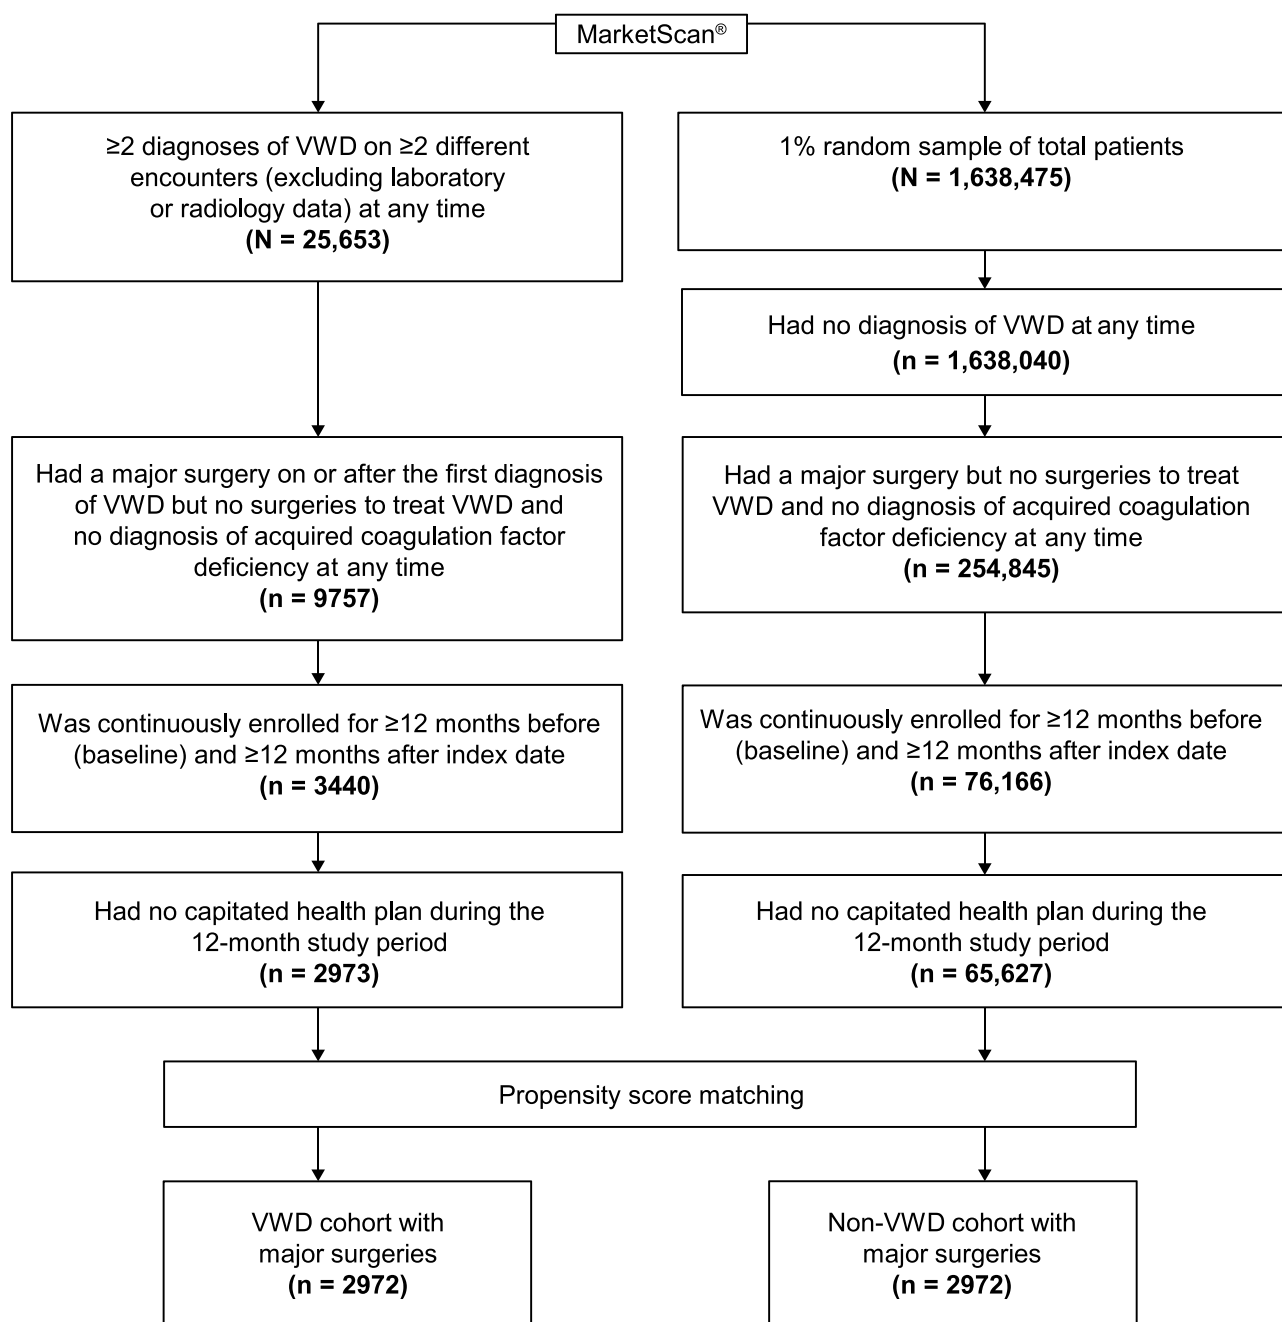 MarketScan®
≥2 diagnoses of VWD on ≥2 different
encounters (excluding laboratory
or radiology data) at any time
(N = 25,653)
1% random sample of total patients
(N = 1,638,475)
Had no diagnosis of VWD at any time
(n = 1,638,040)
Had a major surgery on or after the first diagnosis
of VWD but no surgeries to treat VWD and
no diagnosis of acquired coagulation factor
deficiency at any time
(n = 9757)
Had a major surgery but no surgeries to treat
VWD and no diagnosis of acquired coagulation
factor deficiency at any time
(n = 254,845)
Was continuously enrolled for ≥12 months before
(baseline) and ≥12 months after index date
(n = 3440)
Was continuously enrolled for ≥12 months before
(baseline) and ≥12 months after index date
(n = 76,166)
Had no capitated health plan during the
12-month study period
(n = 2973)
Had no capitated health plan during the
12-month study period
(n = 65,627)
Propensity score matching
VWD cohort with
major surgeries
(n = 2972)
Non-VWD cohort with
major surgeries
(n = 2972)